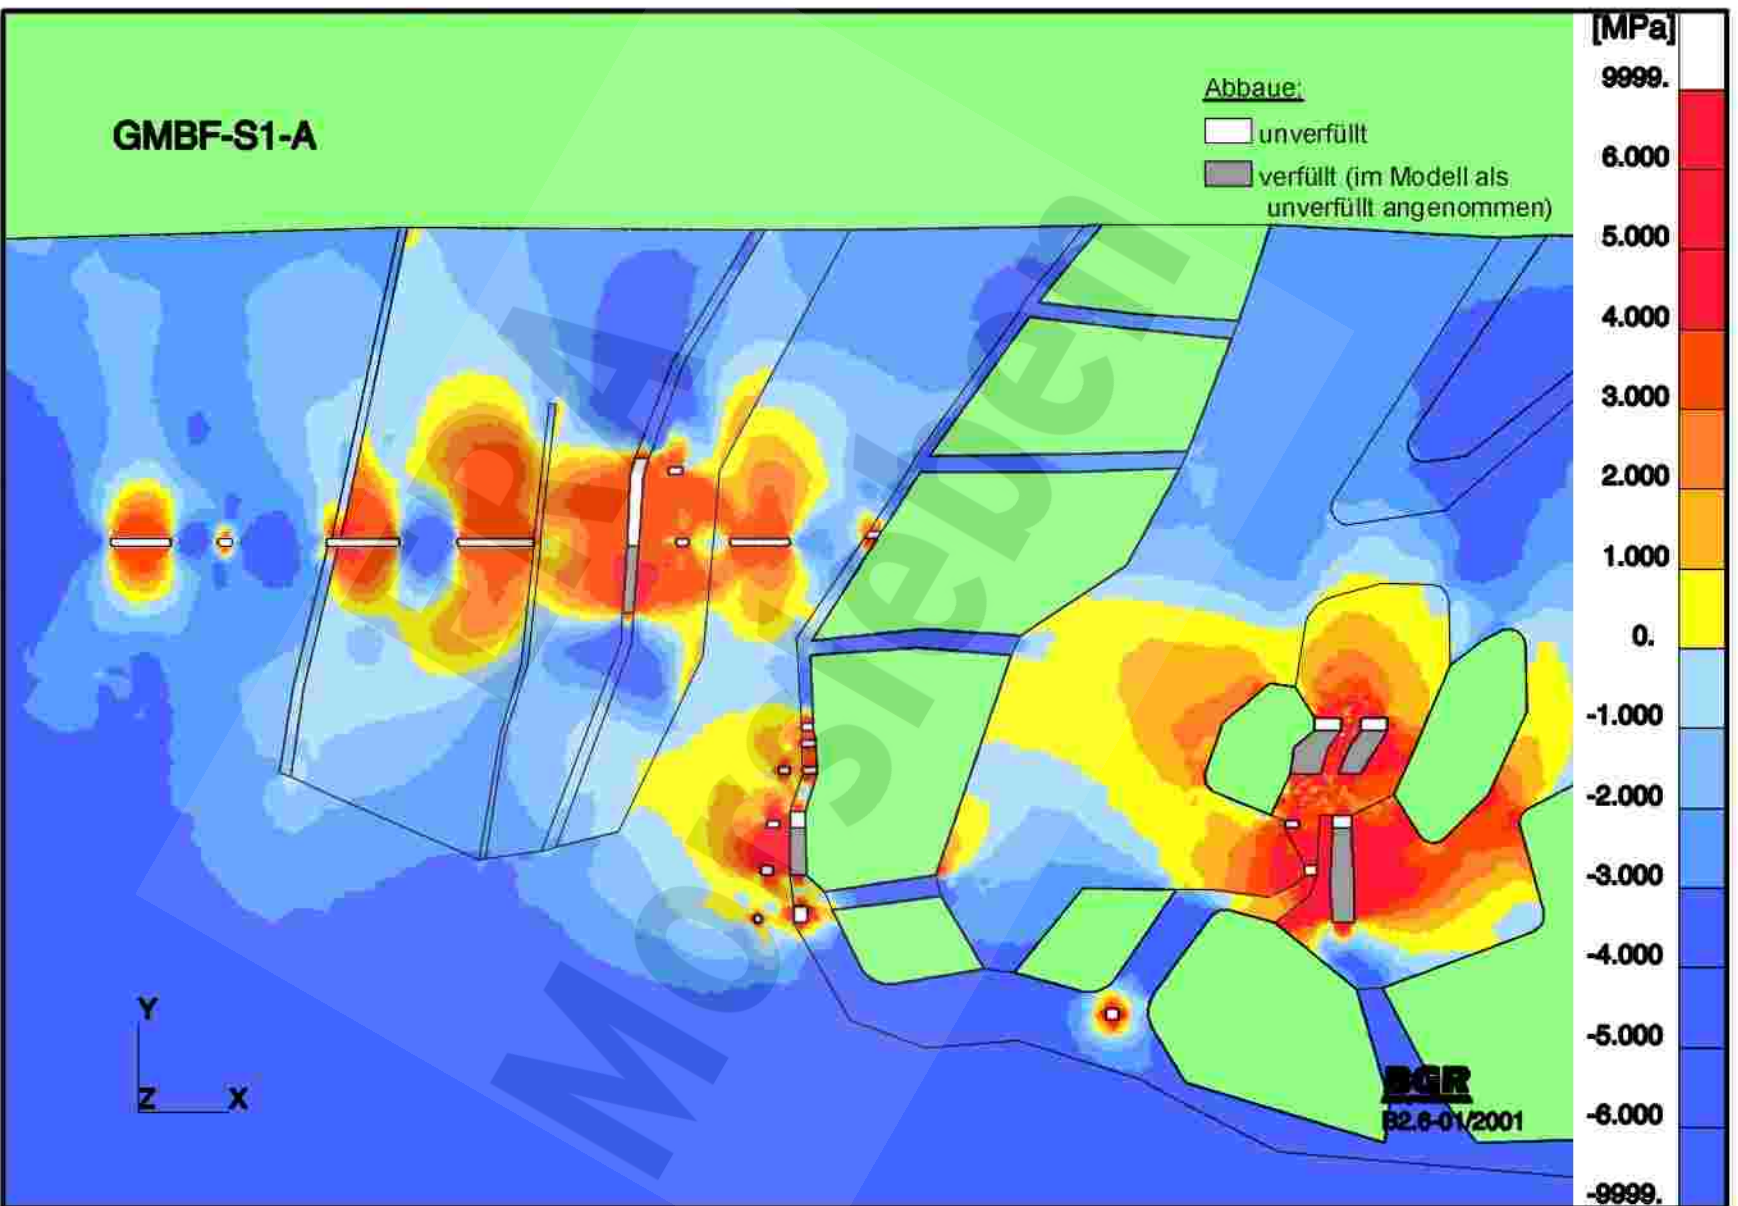 GMBF-S1-A
Abbaue:
unverfüllt
verfüllt (im Modell als
unverfüllt angenommen)
[MPa]
9999.
6.000
5.000
4.000
3.000
2.000
1.000
0.
-1.000
-2.000
-3.000
-4.000
-5.000
-6.000
-9999.
ERA
Morsleben
Y
Z X
BGR
B2.6-01/2001